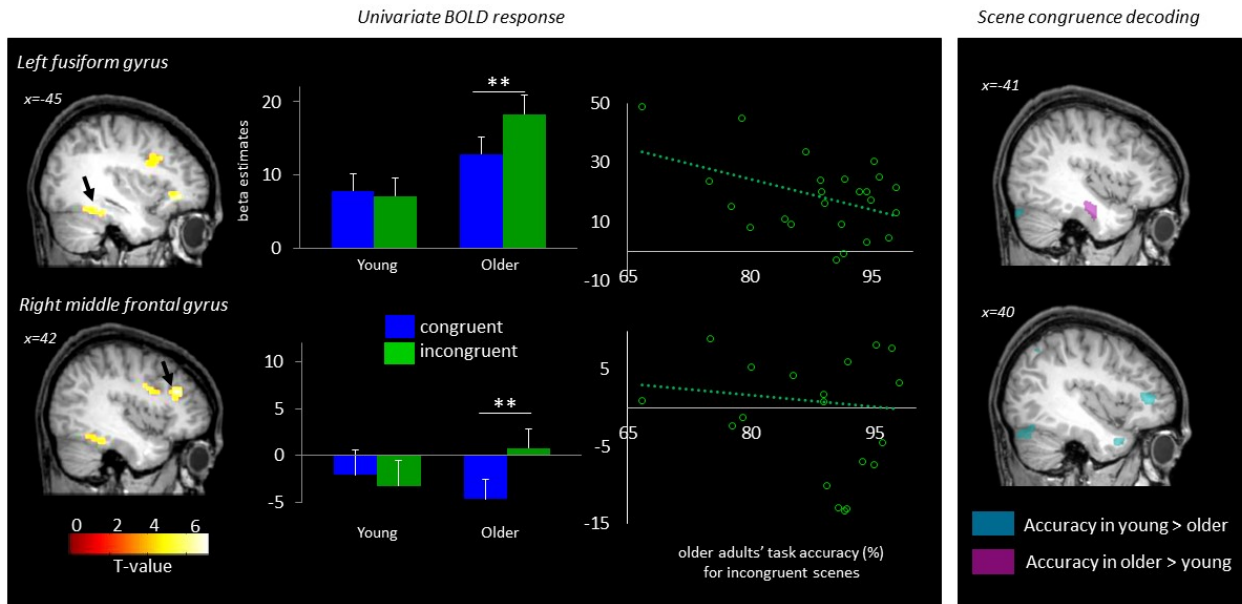 Univariate BOLD response
Scene congruence decoding
Left fusiform gyrus
x=-45
beta estimates
20
10
0
**
Young
Older
50
30
10
-10
65
80
95
Right middle frontal gyrus
x=42
congruent
incongruent
10
5
0
-5
**
Young
Older
5
-5
-15
65
80
95
0 2 4 6
T-value
older adults' task accuracy (%)
for incongruent scenes
x=-41
x=40
Accuracy in young > older
Accuracy in older > young